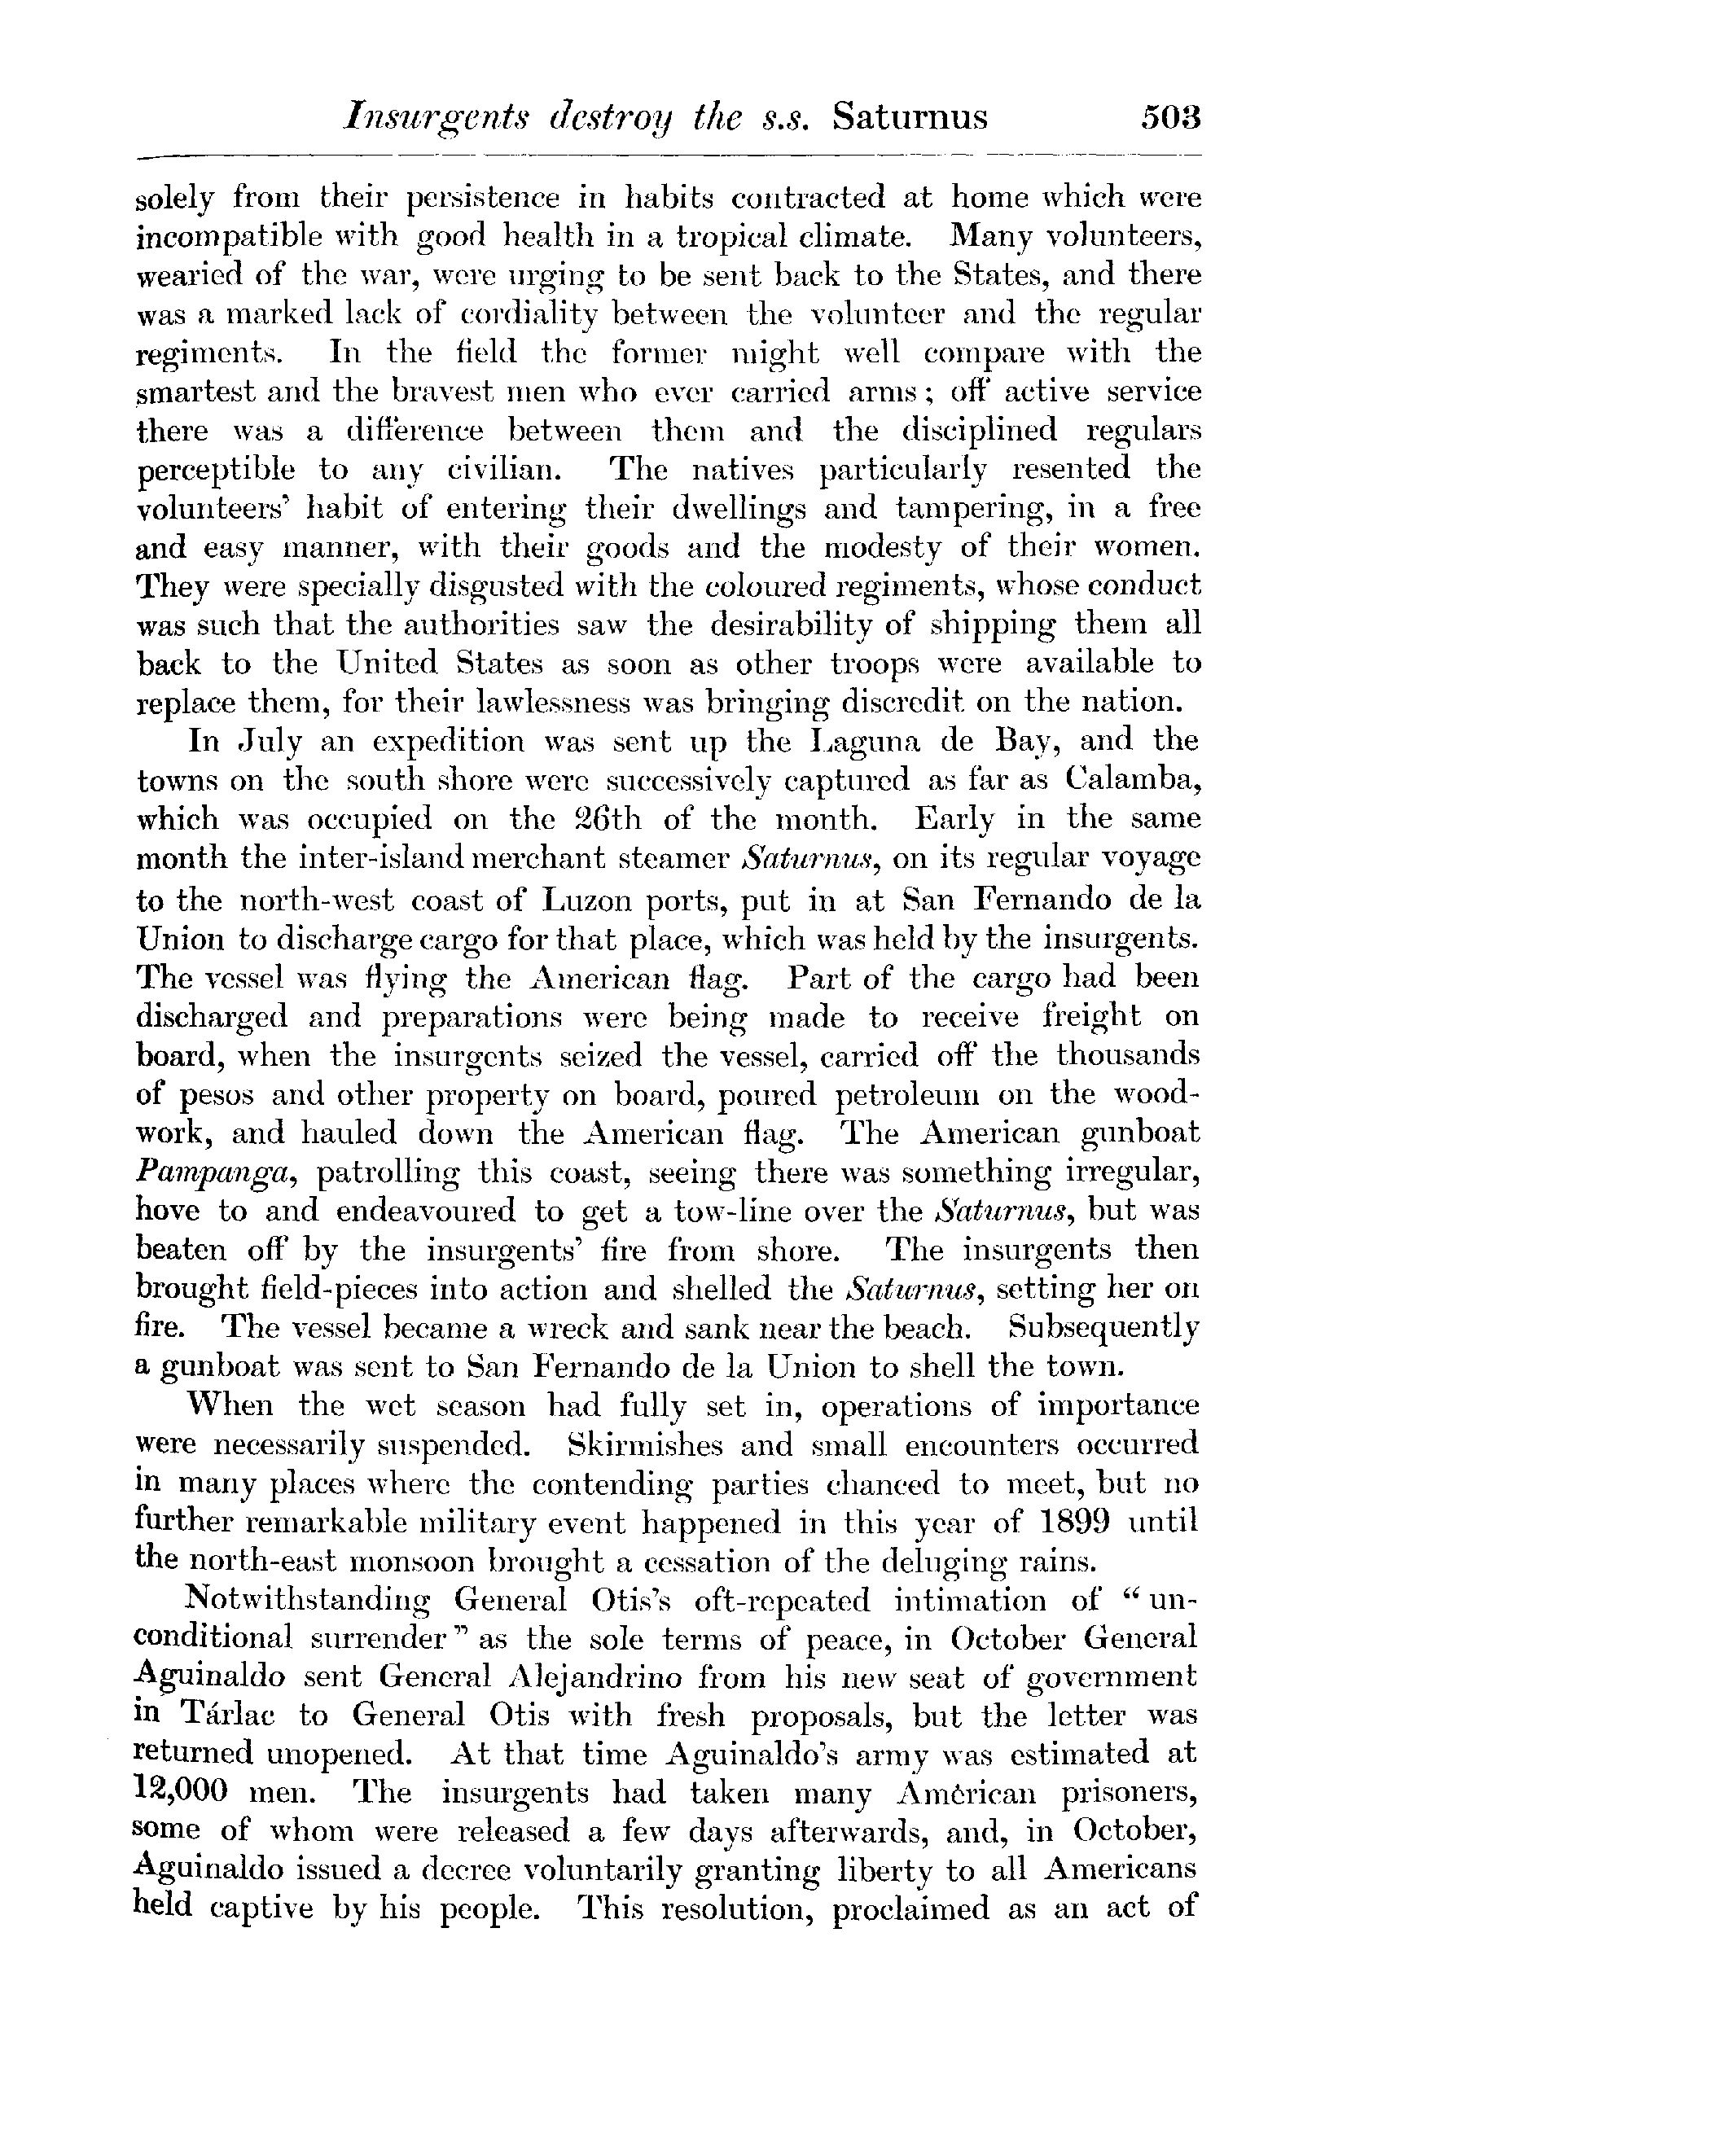 Insurgents destroy the s.s. Saturnus 503
solely from their persistence in habits contracted at home which were
incompatible with good health in a tropical climate. Many volunteers,
wearied of the war, were urging to be sent back to the States, and there
was a marked lack of cordiality between the volunteer and the regular
regiments. In the field the former might well compare with the
smartest and the bravest men who ever carried arms; off active service
there was a difference between them and the disciplined regulars
perceptible to any civilian. The natives particularly resented the
volunteers' habit of entering their dwellings and tampering, in a free
and easy manner, with their goods and the modesty of their women.
They were specially disgusted with the coloured regiments, whose conduct
was such that the authorities saw the desirability of shipping them all
back to the United States as soon as other troops were available to
replace them, for their lawlessness was bringing discredit on the nation.
In July an expedition was sent up the Laguna de Bay, and the
towns on the south shore were successively captured as far as Calamba,
which was occupied on the 26th of the month. Early in the same
month the inter-island merchant steamer Saturnus, on its regular voyage
to the north-west coast of Luzon ports, put in at San Fernando de la
Union to discharge cargo for that place, which was held by the insurgents.
The vessel was flying the American flag. Part of the cargo had been
discharged and preparations were being made to receive freight on
board, when the insurgents seized the vessel, carried off the thousands
of pesos and other property on board, poured petroleum on the wood-
work, and hauled down the American flag. The American gunboat
Pampanga, patrolling this coast, seeing there was something irregular,
hove to and endeavoured to get a tow-line over the Saturnus, but was
beaten off by the insurgents' fire from shore. The insurgents then
brought field-pieces into action and shelled the Saturnus, setting her on
fire. The vessel became a wreck and sank near the beach. Subsequently
a gunboat was sent to San Fernando de la Union to shell the town.
When the wet season had fully set in, operations of importance
were necessarily suspended. Skirmishes and small encounters occurred
in many places where the contending parties chanced to meet, but no
further remarkable military event happened in this year of 1899 until
the north-east monsoon brought a cessation of the deluging rains.
Notwithstanding General Otis's oft-repeated intimation of "un-
conditional surrender" as the sole terms of peace, in October General
Aguinaldo sent General Alejandrino from his new seat of government
in Tárlac to General Otis with fresh proposals, but the letter was
returned unopened. At that time Aguinaldo's army was estimated at
12,000 men. The insurgents had taken many American prisoners,
some of whom were released a few days afterwards, and, in October,
Aguinaldo issued a decree voluntarily granting liberty to all Americans
held captive by his people. This resolution, proclaimed as an act of